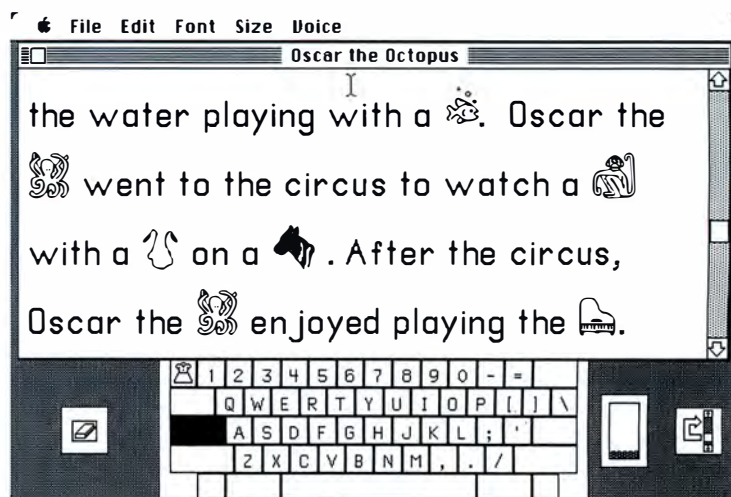 File Edit Font Size Voice
Oscar the Octopus
the water playing with a . Oscar the
went to the circus to watch a
with a on a . After the circus,
Oscar the enjoyed playing the .
1 2 3 4 5 6 7 8 9 0 - =
Q W E R T Y U I O P [ ] \
A S D F G H J K L ; '
Z X C V B N M , . /